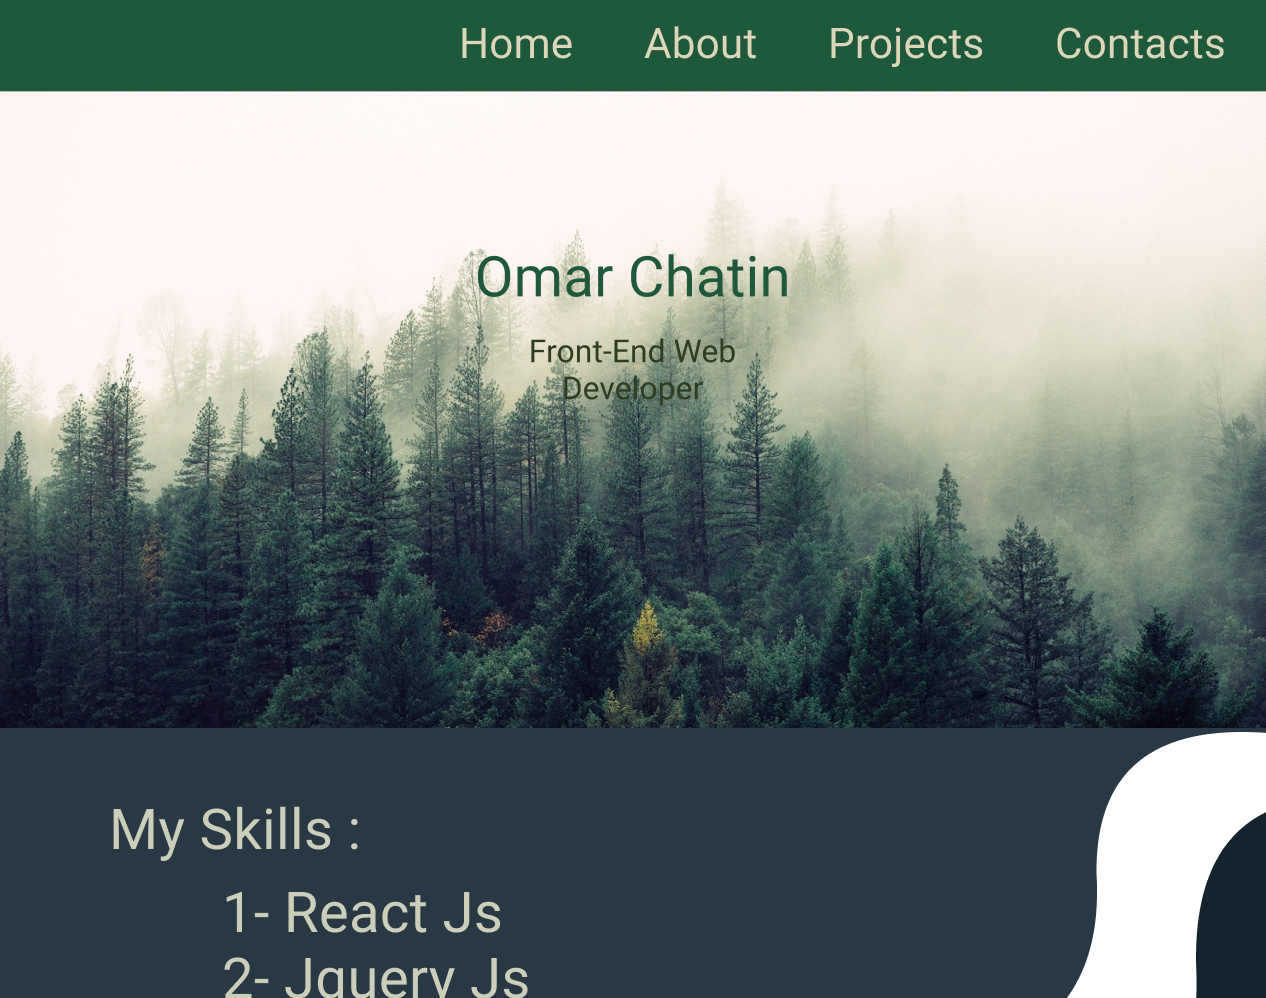 Home About Projects Contacts
Omar Chatin
Front-End Web
Developer
My Skills :
1- React Js
2- Jquery Js